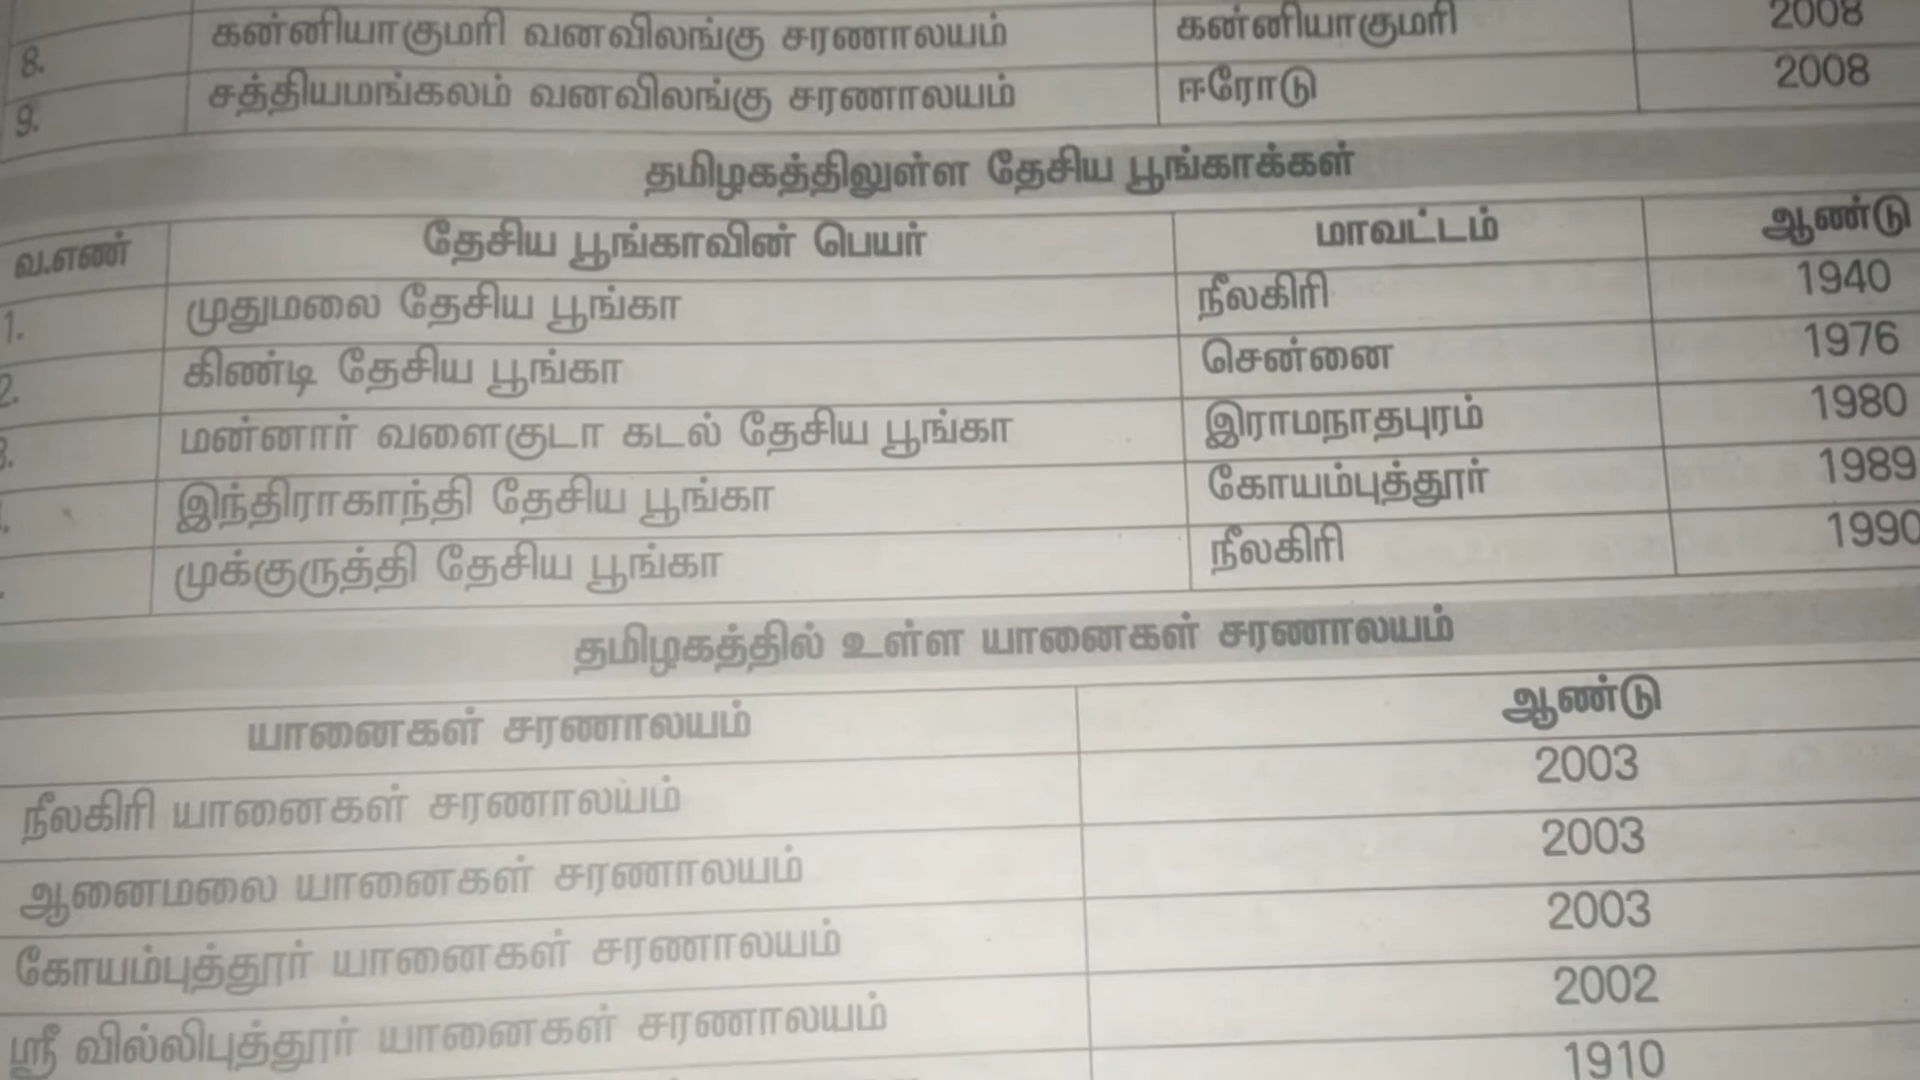 8. கன்னியாகுமரி வனவிலங்கு சரணாலயம் கன்னியாகுமரி 2008
9. சத்தியமங்கலம் வனவிலங்கு சரணாலயம் ஈரோடு 2008
தமிழகத்திலுள்ள தேசிய பூங்காக்கள்
வ.எண் தேசிய பூங்காவின் பெயர் மாவட்டம் ஆண்டு
1. முதுமலை தேசிய பூங்கா நீலகிரி 1940
2. கிண்டி தேசிய பூங்கா சென்னை 1976
3. மன்னார் வளைகுடா கடல் தேசிய பூங்கா இராமநாதபுரம் 1980
இந்திராகாந்தி தேசிய பூங்கா கோயம்புத்தூர் 1989
முக்குருத்தி தேசிய பூங்கா நீலகிரி 1990
தமிழகத்தில் உள்ள யானைகள் சரணாலயம்
யானைகள் சரணாலயம் ஆண்டு
நீலகிரி யானைகள் சரணாலயம் 2003
ஆனைமலை யானைகள் சரணாலயம் 2003
கோயம்புத்தூர் யானைகள் சரணாலயம் 2003
ஸ்ரீ வில்லிபுத்தூர் யானைகள் சரணாலயம் 2002
1910